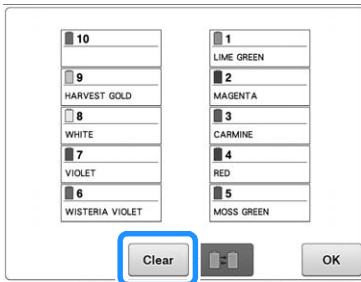 10
1
LIME GREEN
9
HARVEST GOLD
2
MAGENTA
8
WHITE
3
CARMINE
7
VIOLET
4
RED
6
WISTERIA VIOLET
5
MOSS GREEN
Clear
OK